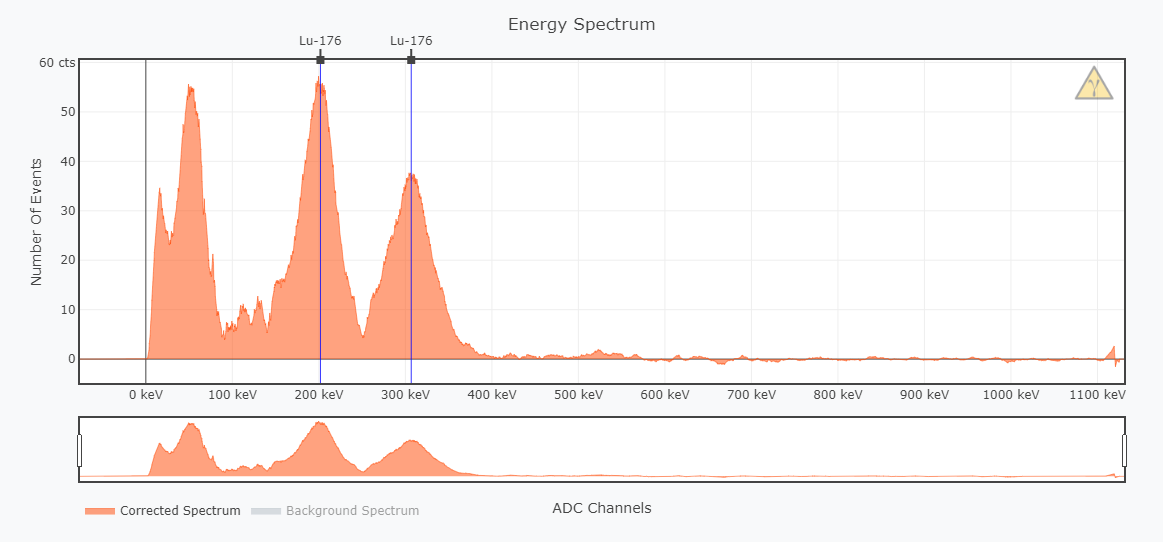 Energy Spectrum
Lu-176 Lu-176
60 cts
50
40
30
20
10
0
Number Of Events
γ
0 keV 100 keV 200 keV 300 keV 400 keV 500 keV 600 keV 700 keV 800 keV 900 keV 1000 keV 1100 keV
Corrected Spectrum Background Spectrum
ADC Channels